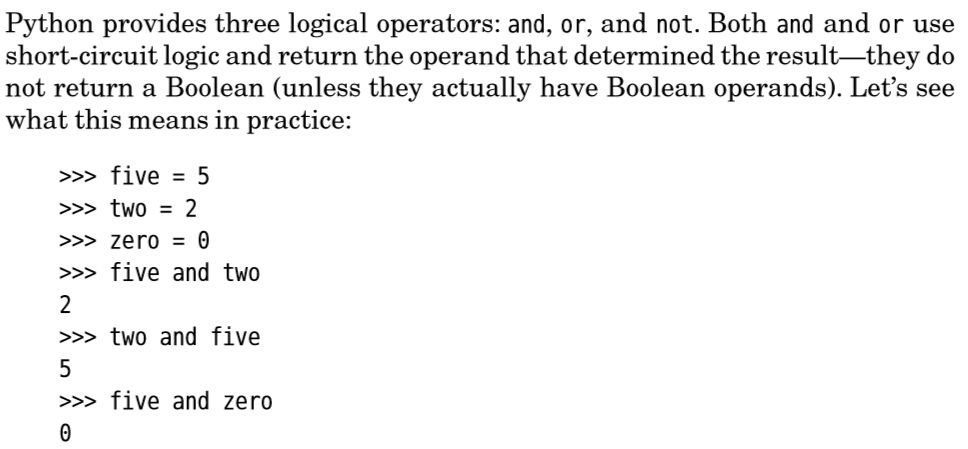 Python provides three logical operators: and, or, and not. Both and and or use
short-circuit logic and return the operand that determined the result—they do
not return a Boolean (unless they actually have Boolean operands). Let’s see
what this means in practice:
>>> five = 5
>>> two = 2
>>> zero = 0
>>> five and two
2
>>> two and five
5
>>> five and zero
0